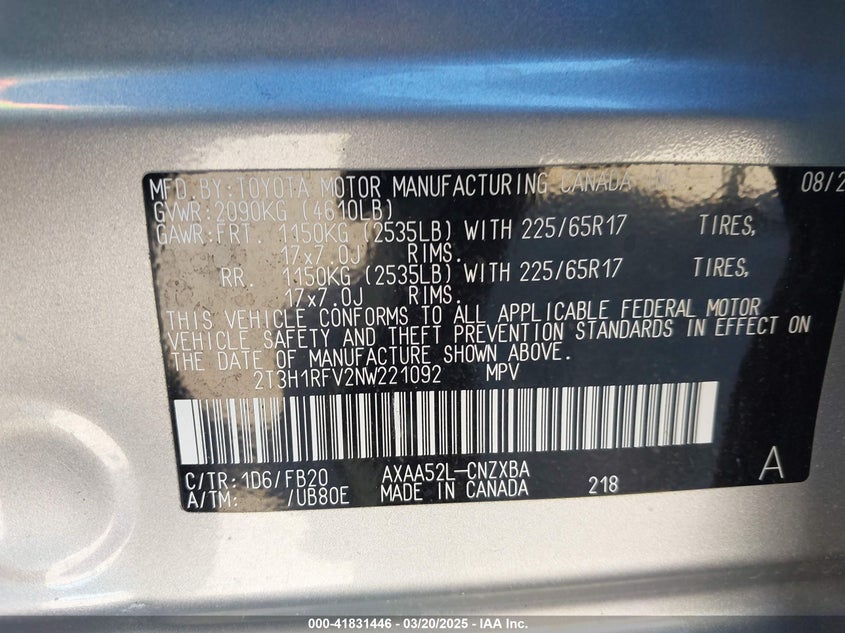 MFD. BY: TOYOTA MOTOR MANUFACTURING CANADA INC. 08/2
GVWR: 2090KG (4610LB)
GAWR: FRT. 1150KG (2535LB) WITH 225/65R17 TIRES,
17x7.0J RIMS.
RR. 1150KG (2535LB) WITH 225/65R17 TIRES,
17x7.0J RIMS.
THIS VEHICLE CONFORMS TO ALL APPLICABLE FEDERAL MOTOR
VEHICLE SAFETY AND THEFT PREVENTION STANDARDS IN EFFECT ON
THE DATE OF MANUFACTURE SHOWN ABOVE.
2T3H1RFV2NW221092 MPV
C/TR: 1D6/FB20 AXAA52L-CNZXBA A
A/TM: /UB80E MADE IN CANADA 218
000-41831446 - 03/20/2025 - IAA Inc.